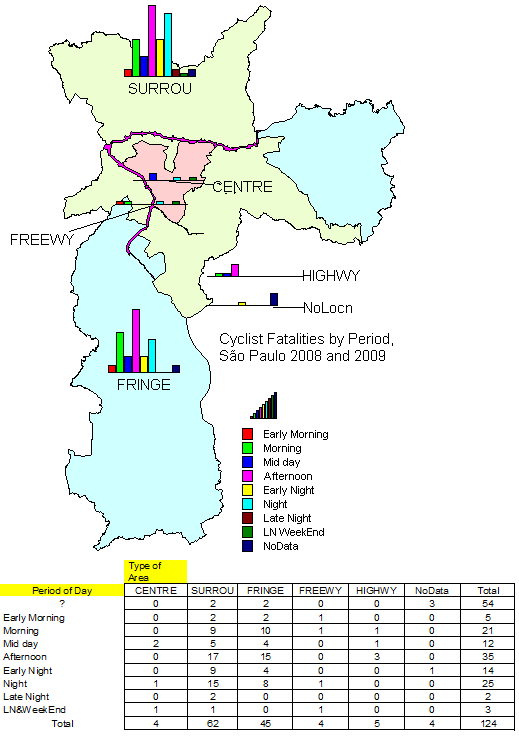 SURROU
CENTRE
FREEWY
HIGHWY
NoLocn
Cyclist Fatalities by Period,
São Paulo 2008 and 2009
FRINGE
Early Morning
Morning
Mid day
Afternoon
Early Night
Night
Late Night
LN WeekEnd
NoData
Type of
Area
Period of Day CENTRE SURROU FRINGE FREEWY HIGHWY NoData Total
? 0 2 2 0 0 3 54
Early Morning 0 2 2 1 0 0 5
Morning 0 9 10 1 1 0 21
Mid day 2 5 4 0 1 0 12
Afternoon 0 17 15 0 3 0 35
Early Night 0 9 4 0 0 1 14
Night 1 15 8 1 0 0 25
Late Night 0 2 0 0 0 0 2
LN&WeekEnd 1 1 0 1 0 0 3
Total 4 62 45 4 5 4 124